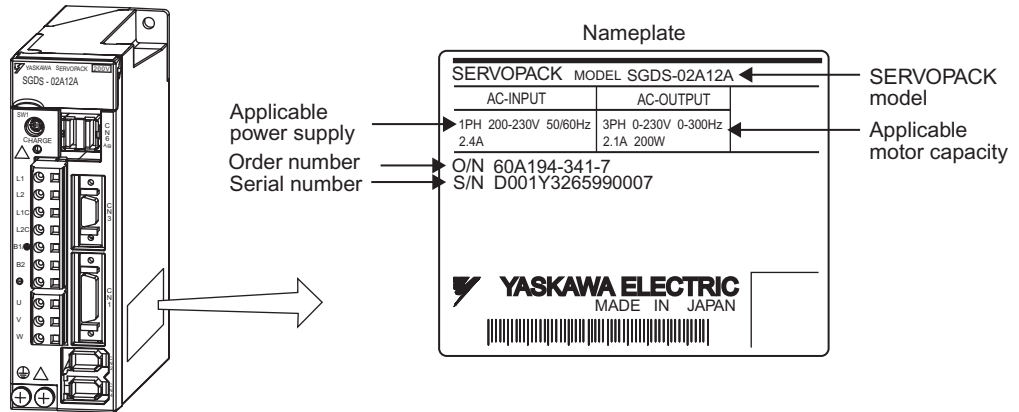 YASKAWA SERVOPACK 200V
SGDS - 02A12A
SW1
CHARGE
CN6
A/B
L1
L2
L1C
L2C
B1/
B2
U
V
W
CN3
CN1
Nameplate
SERVOPACK MODEL SGDS-02A12A
AC-INPUT
AC-OUTPUT
1PH 200-230V 50/60Hz
2.4A
3PH 0-230V 0-300Hz
2.1A 200W
O/N 60A194-341-7
S/N D001Y3265990007
YASKAWA ELECTRIC
MADE IN JAPAN
Applicable
power supply
Order number
Serial number
SERVOPACK
model
Applicable
motor capacity